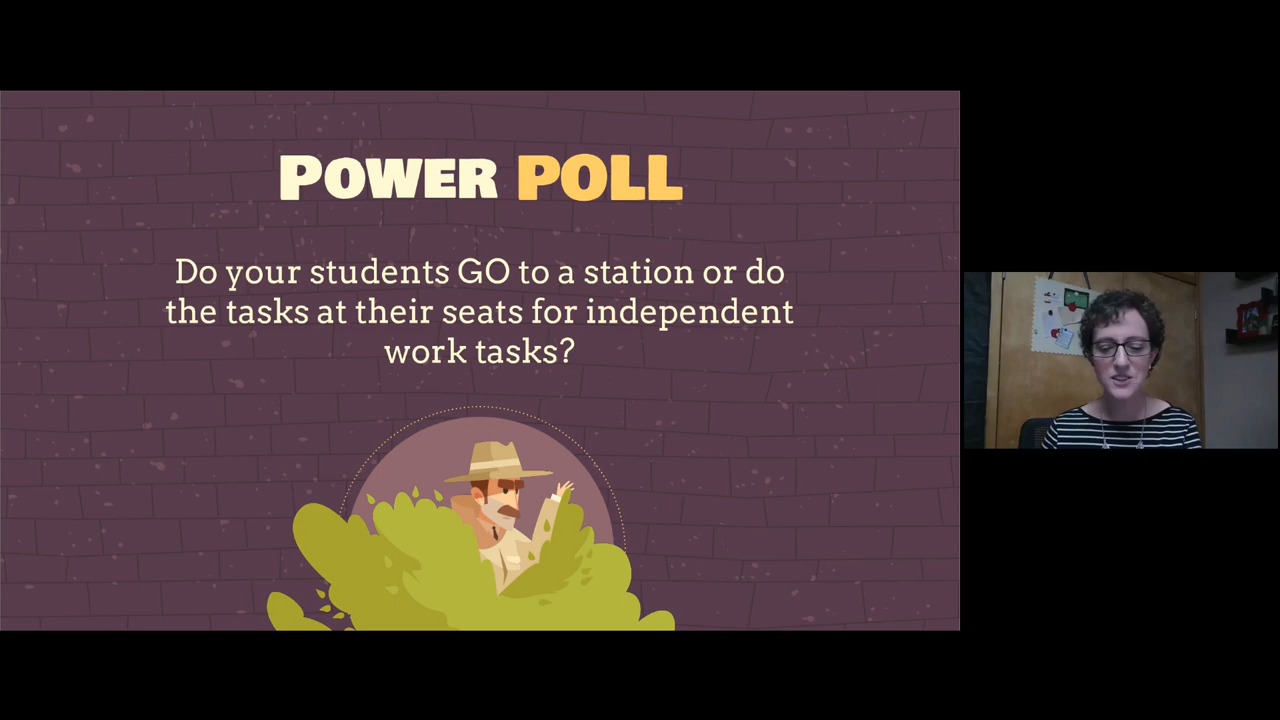 POWER POLL
Do your students GO to a station or do
the tasks at their seats for independent
work tasks?